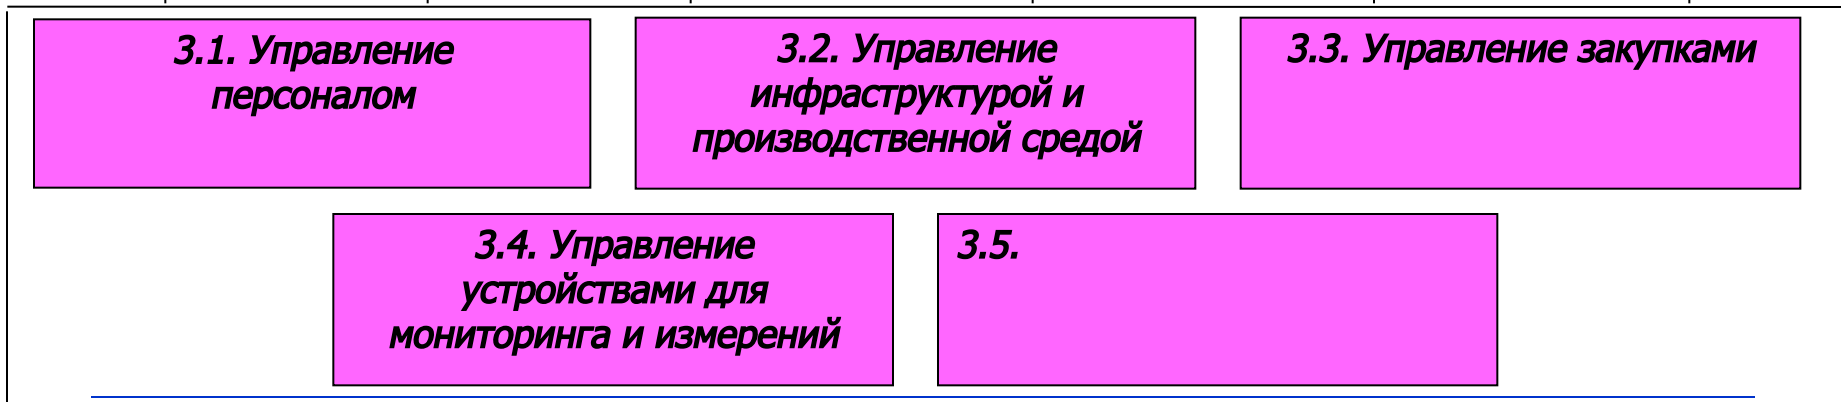 3.1. Управление
персоналом
3.2. Управление
инфраструктурой и
производственной средой
3.3. Управление закупками
3.4. Управление
устройствами для
мониторинга и измерений
3.5.